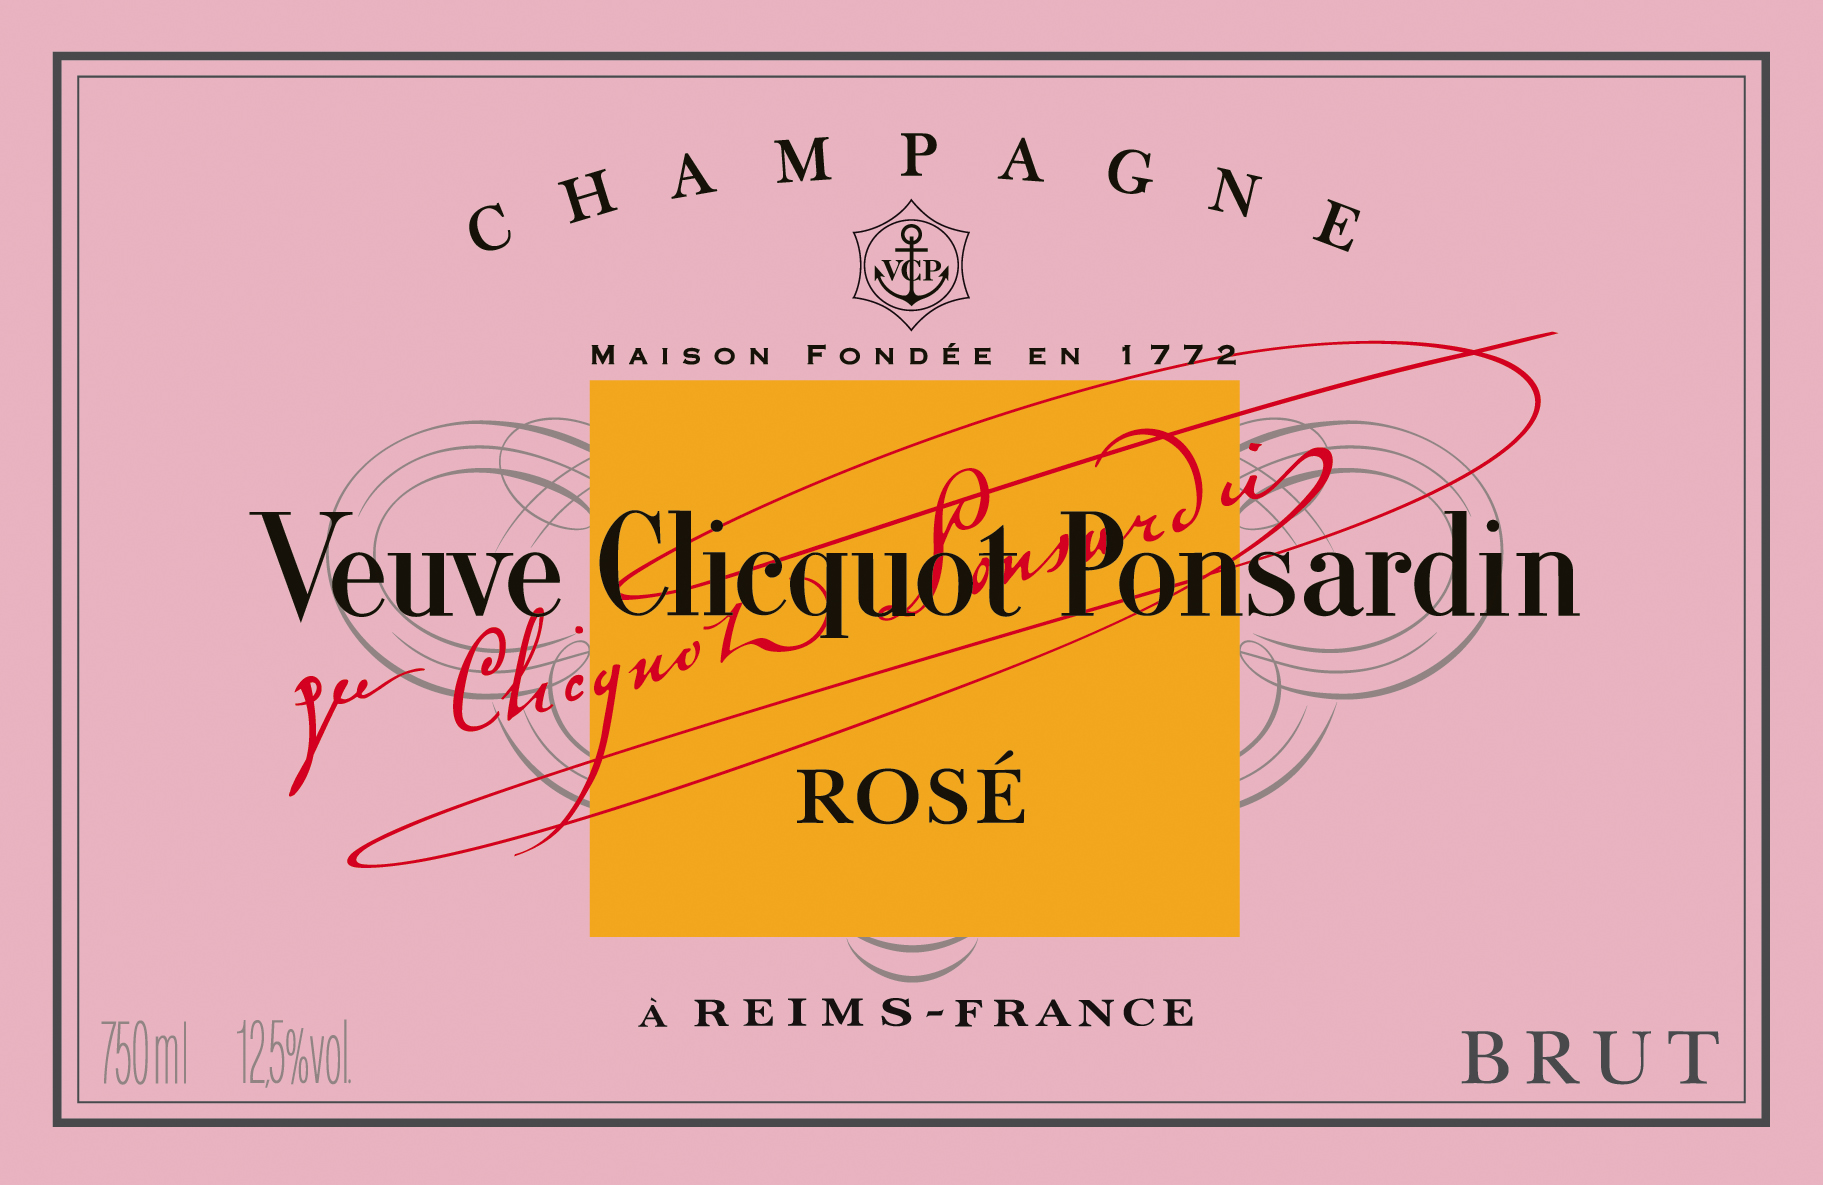 CHAMPAGNE
VCP
MAISON FONDÉE EN 1772
Veuve Clicquot Ponsardin
Clicquot Ponsardin
ROSÉ
À REIMS-FRANCE
750ml 12,5%vol.
BRUT